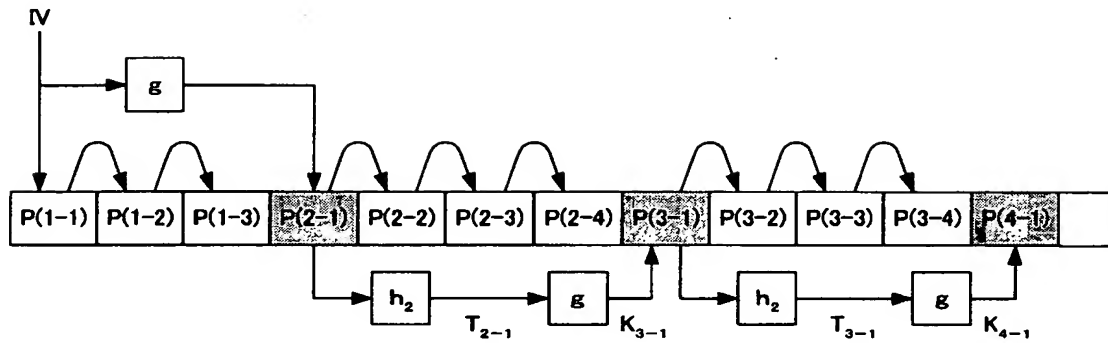 IV
g
P(1-1) P(1-2) P(1-3) P(2-1) P(2-2) P(2-3) P(2-4) P(3-1) P(3-2) P(3-3) P(3-4) P(4-1)
h₂ g h₂ g
T₂₋₁ K₃₋₁ T₃₋₁ K₄₋₁